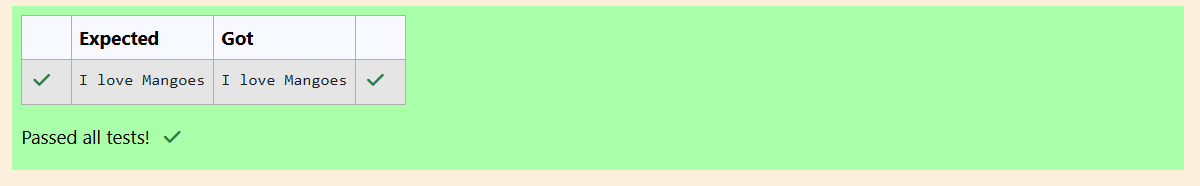 Expected Got
I love Mangoes I love Mangoes
Passed all tests!